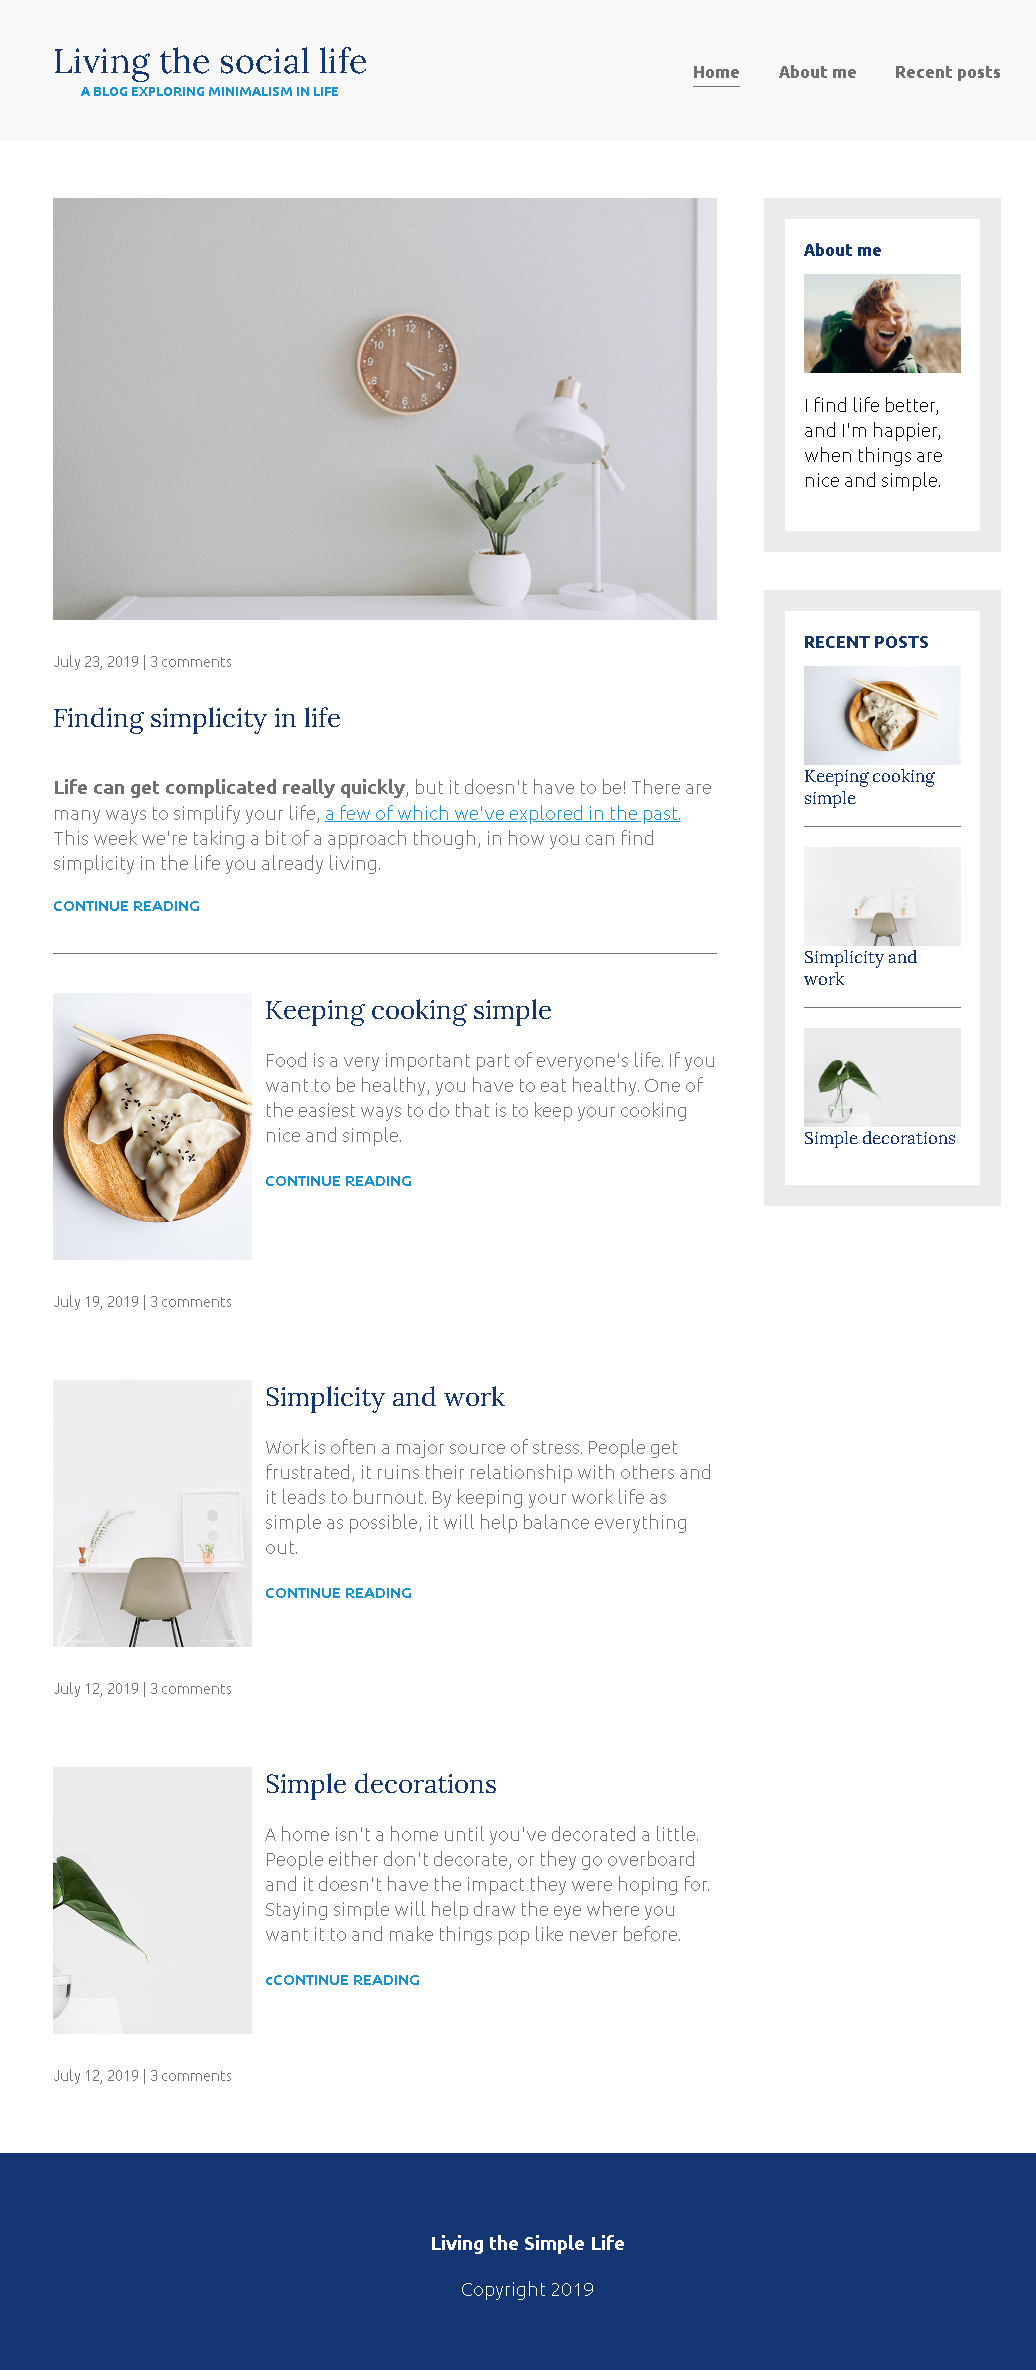 Living the social life
A BLOG EXPLORING MINIMALISM IN LIFE
Home
About me
Recent posts
July 23, 2019 | 3 comments
Finding simplicity in life
Life can get complicated really quickly, but it doesn't have to be! There are
many ways to simplify your life, a few of which we've explored in the past.
This week we're taking a bit of a approach though, in how you can find
simplicity in the life you already living.
CONTINUE READING
Keeping cooking simple
Food is a very important part of everyone's life. If you
want to be healthy, you have to eat healthy. One of
the easiest ways to do that is to keep your cooking
nice and simple.
CONTINUE READING
July 19, 2019 | 3 comments
Simplicity and work
Work is often a major source of stress. People get
frustrated, it ruins their relationship with others and
it leads to burnout. By keeping your work life as
simple as possible, it will help balance everything
out.
CONTINUE READING
July 12, 2019 | 3 comments
Simple decorations
A home isn't a home until you've decorated a little.
People either don't decorate, or they go overboard
and it doesn't have the impact they were hoping for.
Staying simple will help draw the eye where you
want it to and make things pop like never before.
cCONTINUE READING
July 12, 2019 | 3 comments
About me
I find life better,
and I'm happier,
when things are
nice and simple.
RECENT POSTS
Keeping cooking
simple
Simplicity and
work
Simple decorations
Living the Simple Life
Copyright 2019